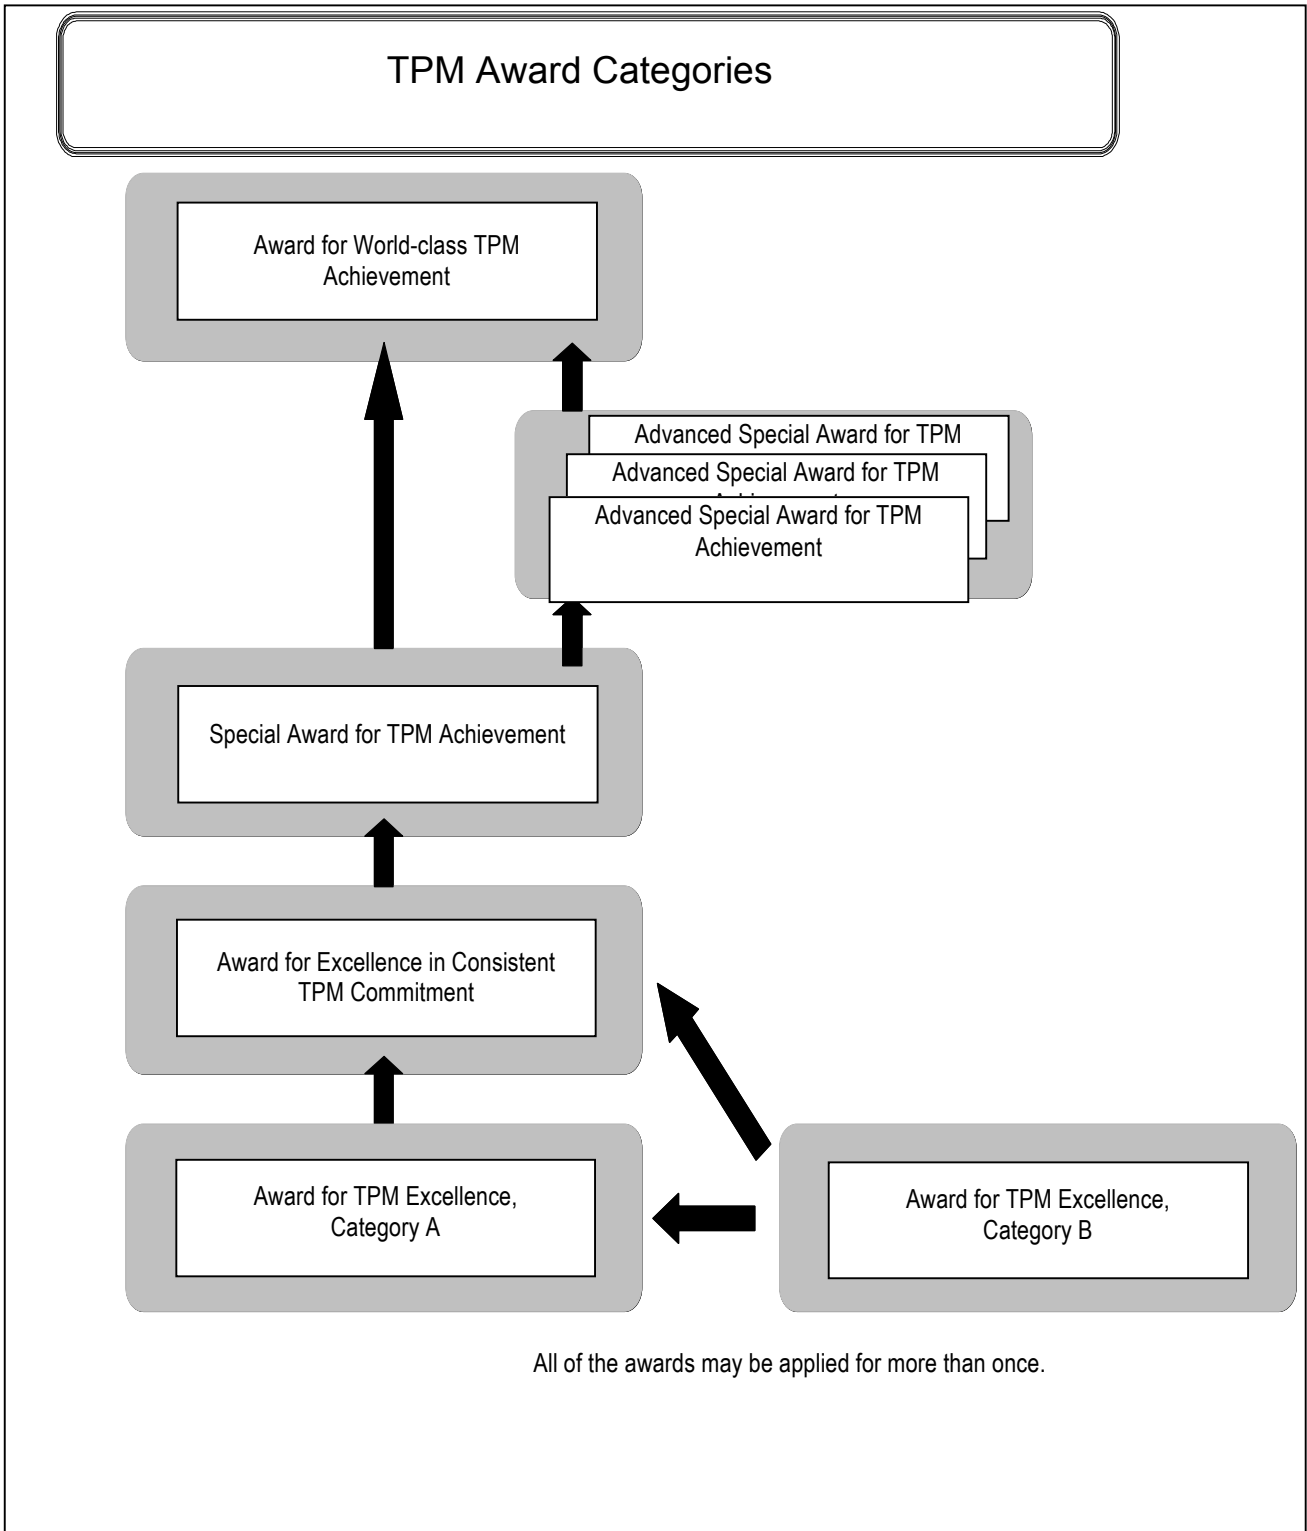 TPM Award Categories
Award for World-class TPM
Achievement
Advanced Special Award for TPM
Advanced Special Award for TPM
Advanced Special Award for TPM
Achievement
Special Award for TPM Achievement
Award for Excellence in Consistent
TPM Commitment
Award for TPM Excellence,
Category A
Award for TPM Excellence,
Category B
All of the awards may be applied for more than once.